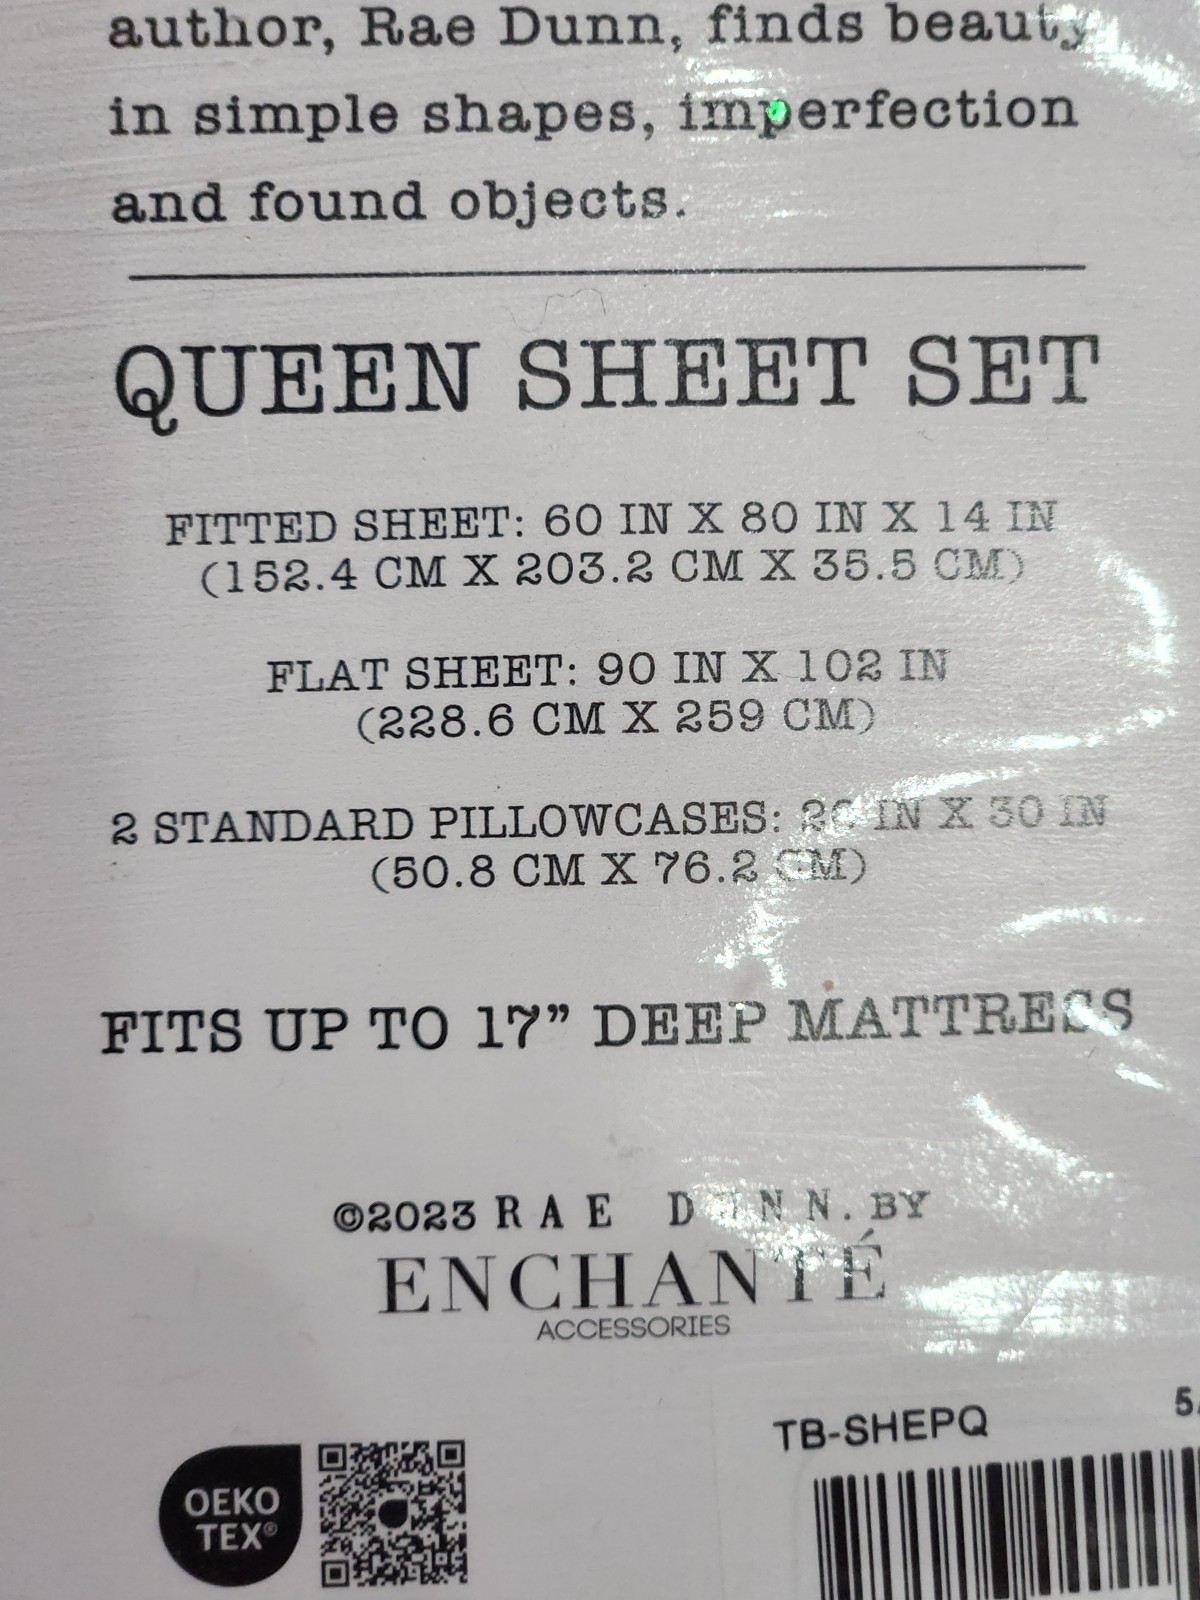 author, Rae Dunn, finds beauty
in simple shapes, imperfection
and found objects.
QUEEN SHEET SET
FITTED SHEET: 60 IN X 80 IN X 14 IN
(152.4 CM X 203.2 CM X 35.5 CM)
FLAT SHEET: 90 IN X 102 IN
(228.6 CM X 259 CM)
2 STANDARD PILLOWCASES: 20 IN X 30 IN
(50.8 CM X 76.2 CM)
FITS UP TO 17” DEEP MATTRESS
©2023 RAE DUNN. BY
ENCHANTÉ
ACCESSORIES
TB-SHEPQ
OEKO
TEX®